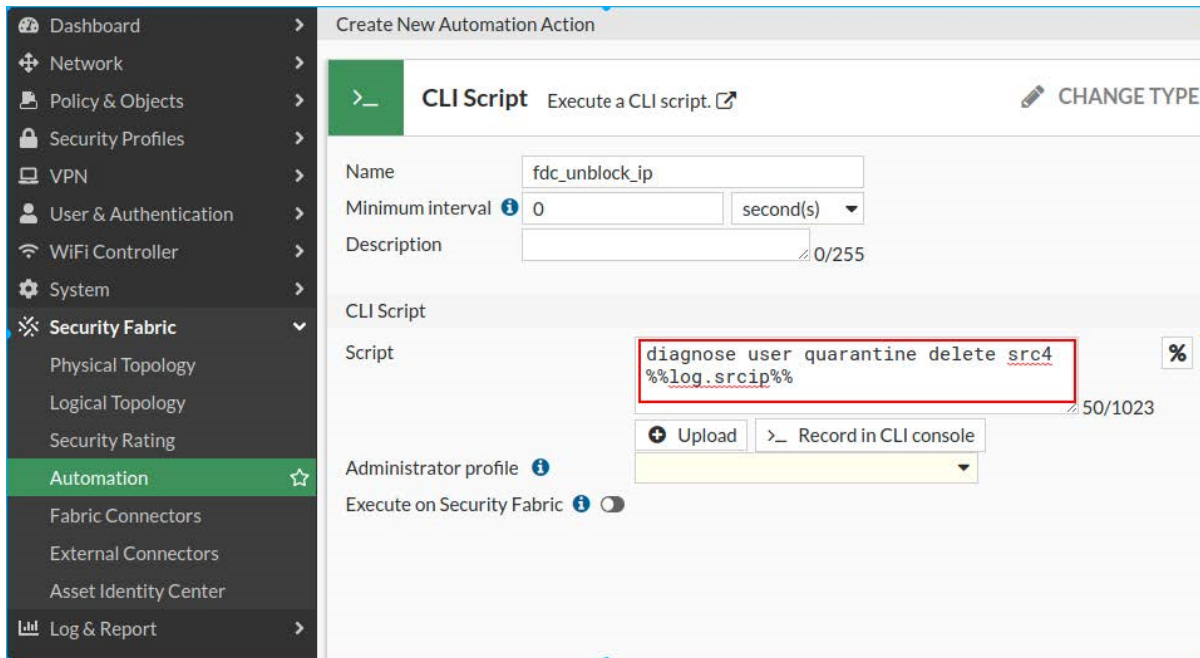 Dashboard
Network
Policy & Objects
Security Profiles
VPN
User & Authentication
WiFi Controller
System
Security Fabric
Physical Topology
Logical Topology
Security Rating
Automation
Fabric Connectors
External Connectors
Asset Identity Center
Log & Report
Create New Automation Action
>_ CLI Script Execute a CLI script. CHANGE TYPE
Name fdc_unblock_ip
Minimum interval 0 second(s)
Description 0/255
CLI Script
Script diagnose user quarantine delete src4
%%log.srcip%%
%
50/1023
Upload >_ Record in CLI console
Administrator profile
Execute on Security Fabric